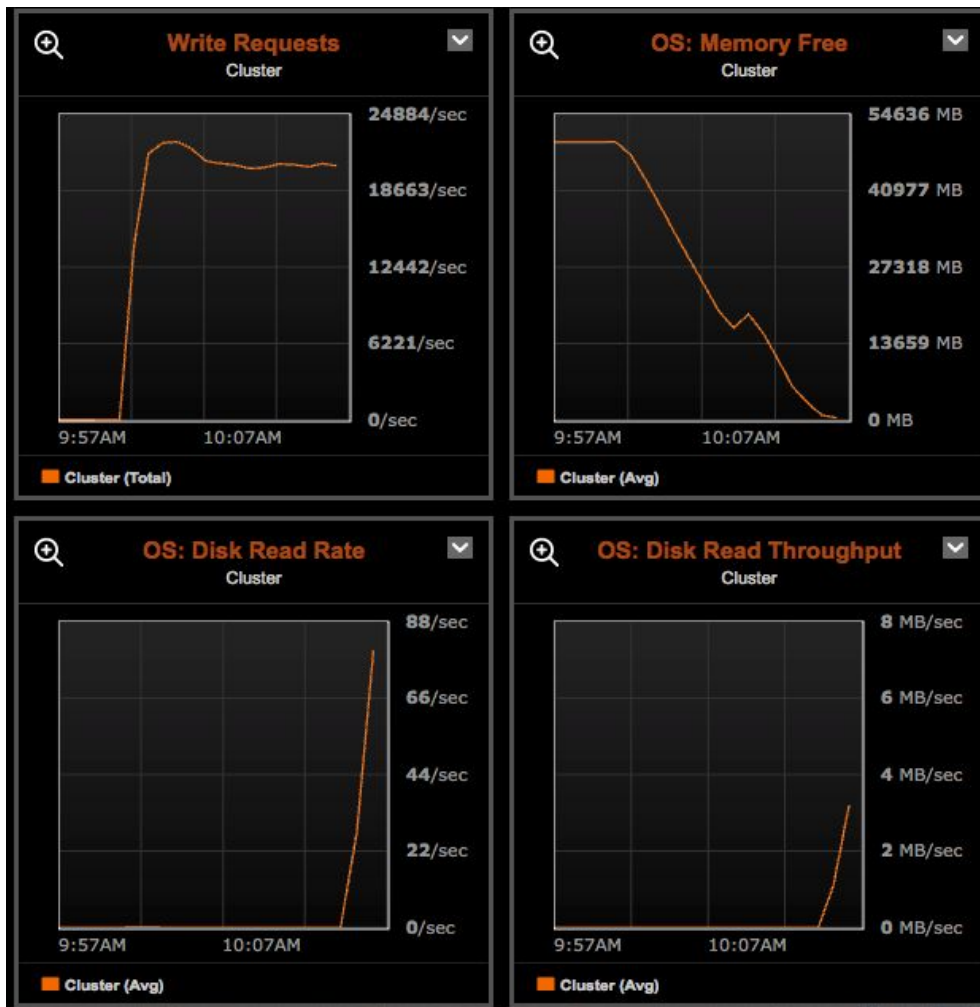 Write Requests
Cluster
24884/sec
18663/sec
12442/sec
6221/sec
0/sec
9:57AM 10:07AM
Cluster (Total)
OS: Memory Free
Cluster
54636 MB
40977 MB
27318 MB
13659 MB
0 MB
9:57AM 10:07AM
Cluster (Avg)
OS: Disk Read Rate
Cluster
88/sec
66/sec
44/sec
22/sec
0/sec
9:57AM 10:07AM
Cluster (Avg)
OS: Disk Read Throughput
Cluster
8 MB/sec
6 MB/sec
4 MB/sec
2 MB/sec
0 MB/sec
9:57AM 10:07AM
Cluster (Avg)